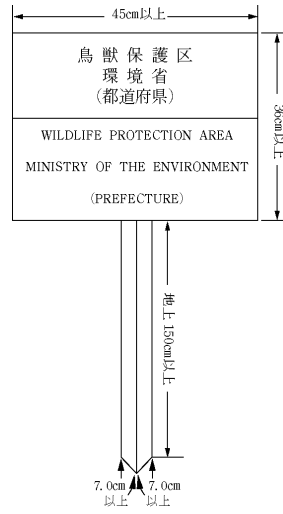 45cm以上
鳥獣保護区
環境省
(都道府県)
36cm以上
WILDLIFE PROTECTION AREA
MINISTRY OF THE ENVIRONMENT
(PREFECTURE)
地上150cm以上
7.0cm 7.0cm
以上 以上